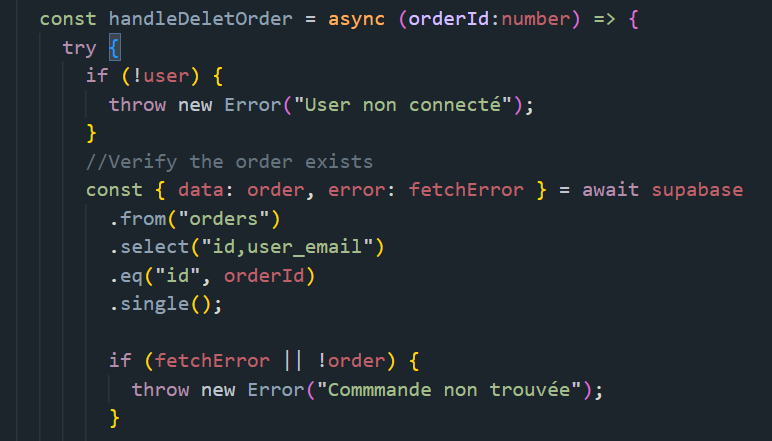 const handleDeletOrder = async (orderId:number) => {
try {
if (!user) {
throw new Error("User non connecté");
}
//Verify the order exists
const { data: order, error: fetchError } = await supabase
.from("orders")
.select("id,user_email")
.eq("id", orderId)
.single();
if (fetchError || !order) {
throw new Error("Commmande non trouvée");
}